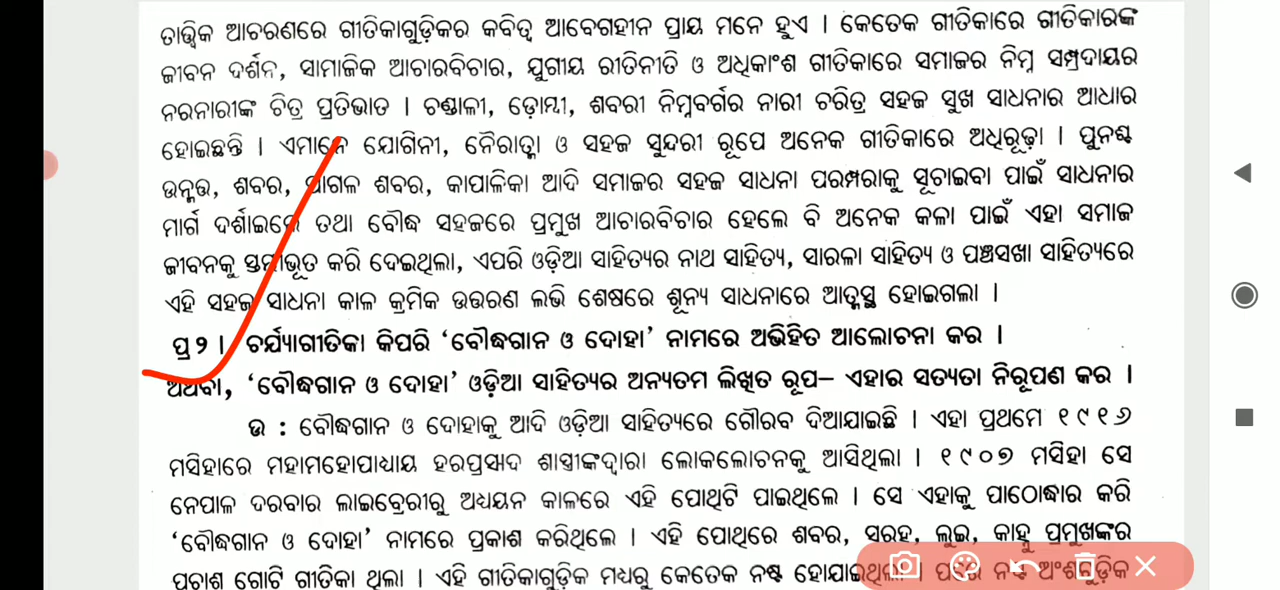 ତାତ୍ତ୍ୱିକ ଆଚରଣରେ ଗୀତିକାଗୁଡ଼ିକର କବିତ୍ୱ ଆବେଗହୀନ ପ୍ରାୟ ମନେ ହୁଏ । କେତେକ ଗୀତିକାରେ ଗୀତିକାରଙ୍କ
ଜୀବନ ଦର୍ଶନ, ସାମାଜିକ ଆଚାରବିଚାର, ଯୁଗୀୟ ରୀତିନୀତି ଓ ଅଧିକାଂଶ ଗୀତିକାରେ ସମାଜର ନିମ୍ନ ସମ୍ପ୍ରଦାୟର
ନରନାରୀଙ୍କ ଚିତ୍ର ପ୍ରତିଭାତ । ଚଣ୍ଡାଳୀ, ଡ଼ୋମ୍ବୀ, ଶବରୀ ନିମ୍ନବର୍ଗର ନାରୀ ଚରିତ୍ର ସହଜ ସୁଖ ସାଧନାର ଆଧାର
ହୋଇଛନ୍ତି । ଏମାନେ ଯୋଗିନୀ, ନୈରାତ୍ମା ଓ ସହଜ ସୁନ୍ଦରୀ ରୂପେ ଅନେକ ଗୀତିକାରେ ଅଧିରୂଢ଼ା । ପୁନଶ୍ଚ
ଉନ୍ମତ୍ତ, ଶବର, ପାଗଳ ଶବର, କାପାଳିକା ଆଦି ସମାଜର ସହଜ ସାଧନା ପରମ୍ପରାକୁ ସୂଚାଇବା ପାଇଁ ସାଧନାର
ମାର୍ଗ ଦର୍ଶାଇଲେ ତଥା ବୌଦ୍ଧ ସହଜରେ ପ୍ରମୁଖ ଆଚାରବିଚାର ହେଲେ ବି ଅନେକ କଳା ପାଇଁ ଏହା ସମାଜ
ଜୀବନକୁ ସ୍ତମ୍ଭୀଭୂତ କରି ଦେଇଥିଲା, ଏପରି ଓଡ଼ିଆ ସାହିତ୍ୟର ନାଥ ସାହିତ୍ୟ, ସାରଳା ସାହିତ୍ୟ ଓ ପଞ୍ଚସଖା ସାହିତ୍ୟରେ
ଏହି ସହଜ ସାଧନା କାଳ କ୍ରମିକ ଉତ୍ତରଣ ଲଭି ଶେଷରେ ଶୂନ୍ୟ ସାଧନାରେ ଆତ୍ମସ୍ଥ ହୋଇଗଲା ।
ପ୍ର ୨ । ଚର୍ଯ୍ୟାଗୀତିକା କିପରି ‘ବୌଦ୍ଧଗାନ ଓ ଦୋହା’ ନାମରେ ଅଭିହିତ ଆଲୋଚନା କର ।
ଅଥବା, ‘ବୌଦ୍ଧଗାନ ଓ ଦୋହା’ ଓଡ଼ିଆ ସାହିତ୍ୟର ଅନ୍ୟତମ ଲିଖିତ ରୂପ– ଏହାର ସତ୍ୟତା ନିରୂପଣ କର ।
ଉ : ବୌଦ୍ଧଗାନ ଓ ଦୋହାକୁ ଆଦି ଓଡ଼ିଆ ସାହିତ୍ୟରେ ଗୌରବ ଦିଆଯାଇଛି । ଏହା ପ୍ରଥମେ ୧୯୧୬
ମସିହାରେ ମହାମହୋପାଧ୍ୟାୟ ହରପ୍ରସାଦ ଶାସ୍ତ୍ରୀଙ୍କଦ୍ୱାରା ଲୋକଲୋଚନକୁ ଆସିଥିଲା । ୧୯୦୭ ମସିହା ସେ
ନେପାଳ ଦରବାର ଲାଇବ୍ରେରୀରୁ ଅଧ୍ୟୟନ କାଳରେ ଏହି ପୋଥିଟି ପାଇଥିଲେ । ସେ ଏହାକୁ ପାଠୋଦ୍ଧାର କରି
‘ବୌଦ୍ଧଗାନ ଓ ଦୋହା’ ନାମରେ ପ୍ରକାଶ କରିଥିଲେ । ଏହି ପୋଥିରେ ଶବର, ସରହ, ଲୁଇ, କାହ୍ନୁ ପ୍ରମୁଖଙ୍କର
ପଚାଶ ଗୋଟି ଗୀତିକା ଥିଲା । ଏହି ଗୀତିକାଗୁଡ଼ିକ ମଧ୍ୟରୁ କେତେକ ନଷ୍ଟ ହୋଯାଇଥିଲା । ନଷ୍ଟ ଅଂଶଗୁଡ଼ିକ